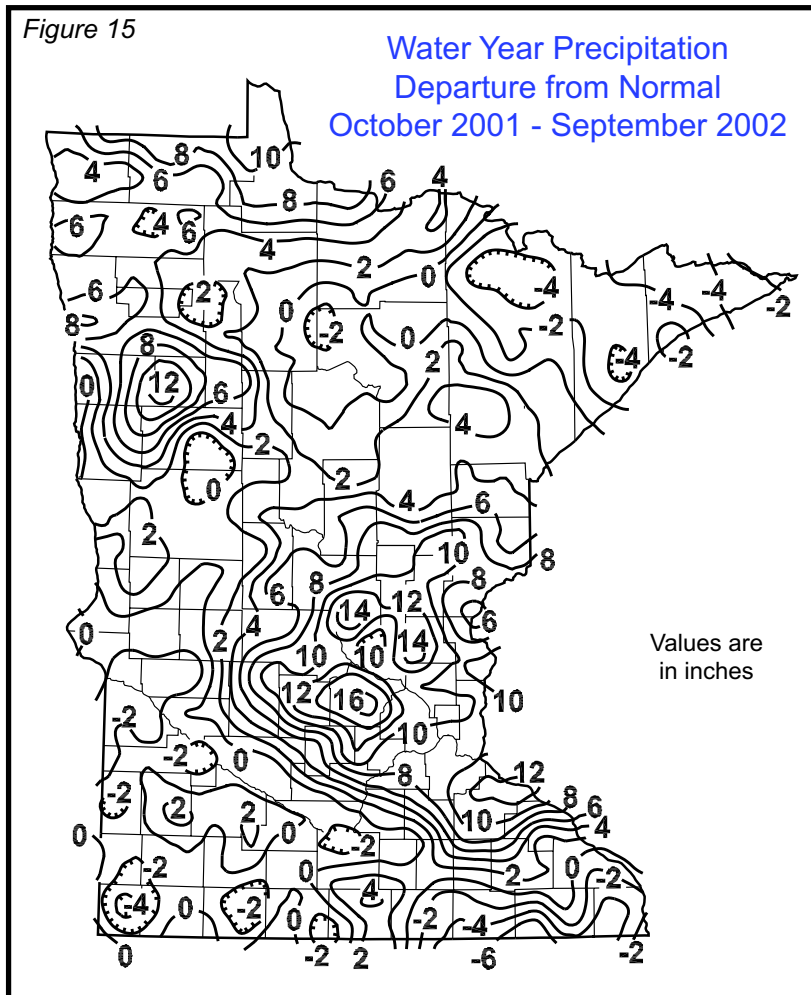 Figure 15
Water Year Precipitation
Departure from Normal
October 2001 - September 2002
8 10
4 6 6 4
8
6 4 6
4
2 0
6 2 -4 -4 -4
0 -2
8 -2 -2 0 -2
8 -4
0 12 2
6
4 4
2
0 2
4 6
2
10 8
8 8
6 14 12
6
0 2 4 14
10 10
12 16 10
-2 10
-2 0
8 12
-2 8
2 2 10 6
4
0 0 -2
-2 0 2 0 -2
-4 4
0 -2 0 -2 -4
0 -2 2 -6 -2
Values are
in inches